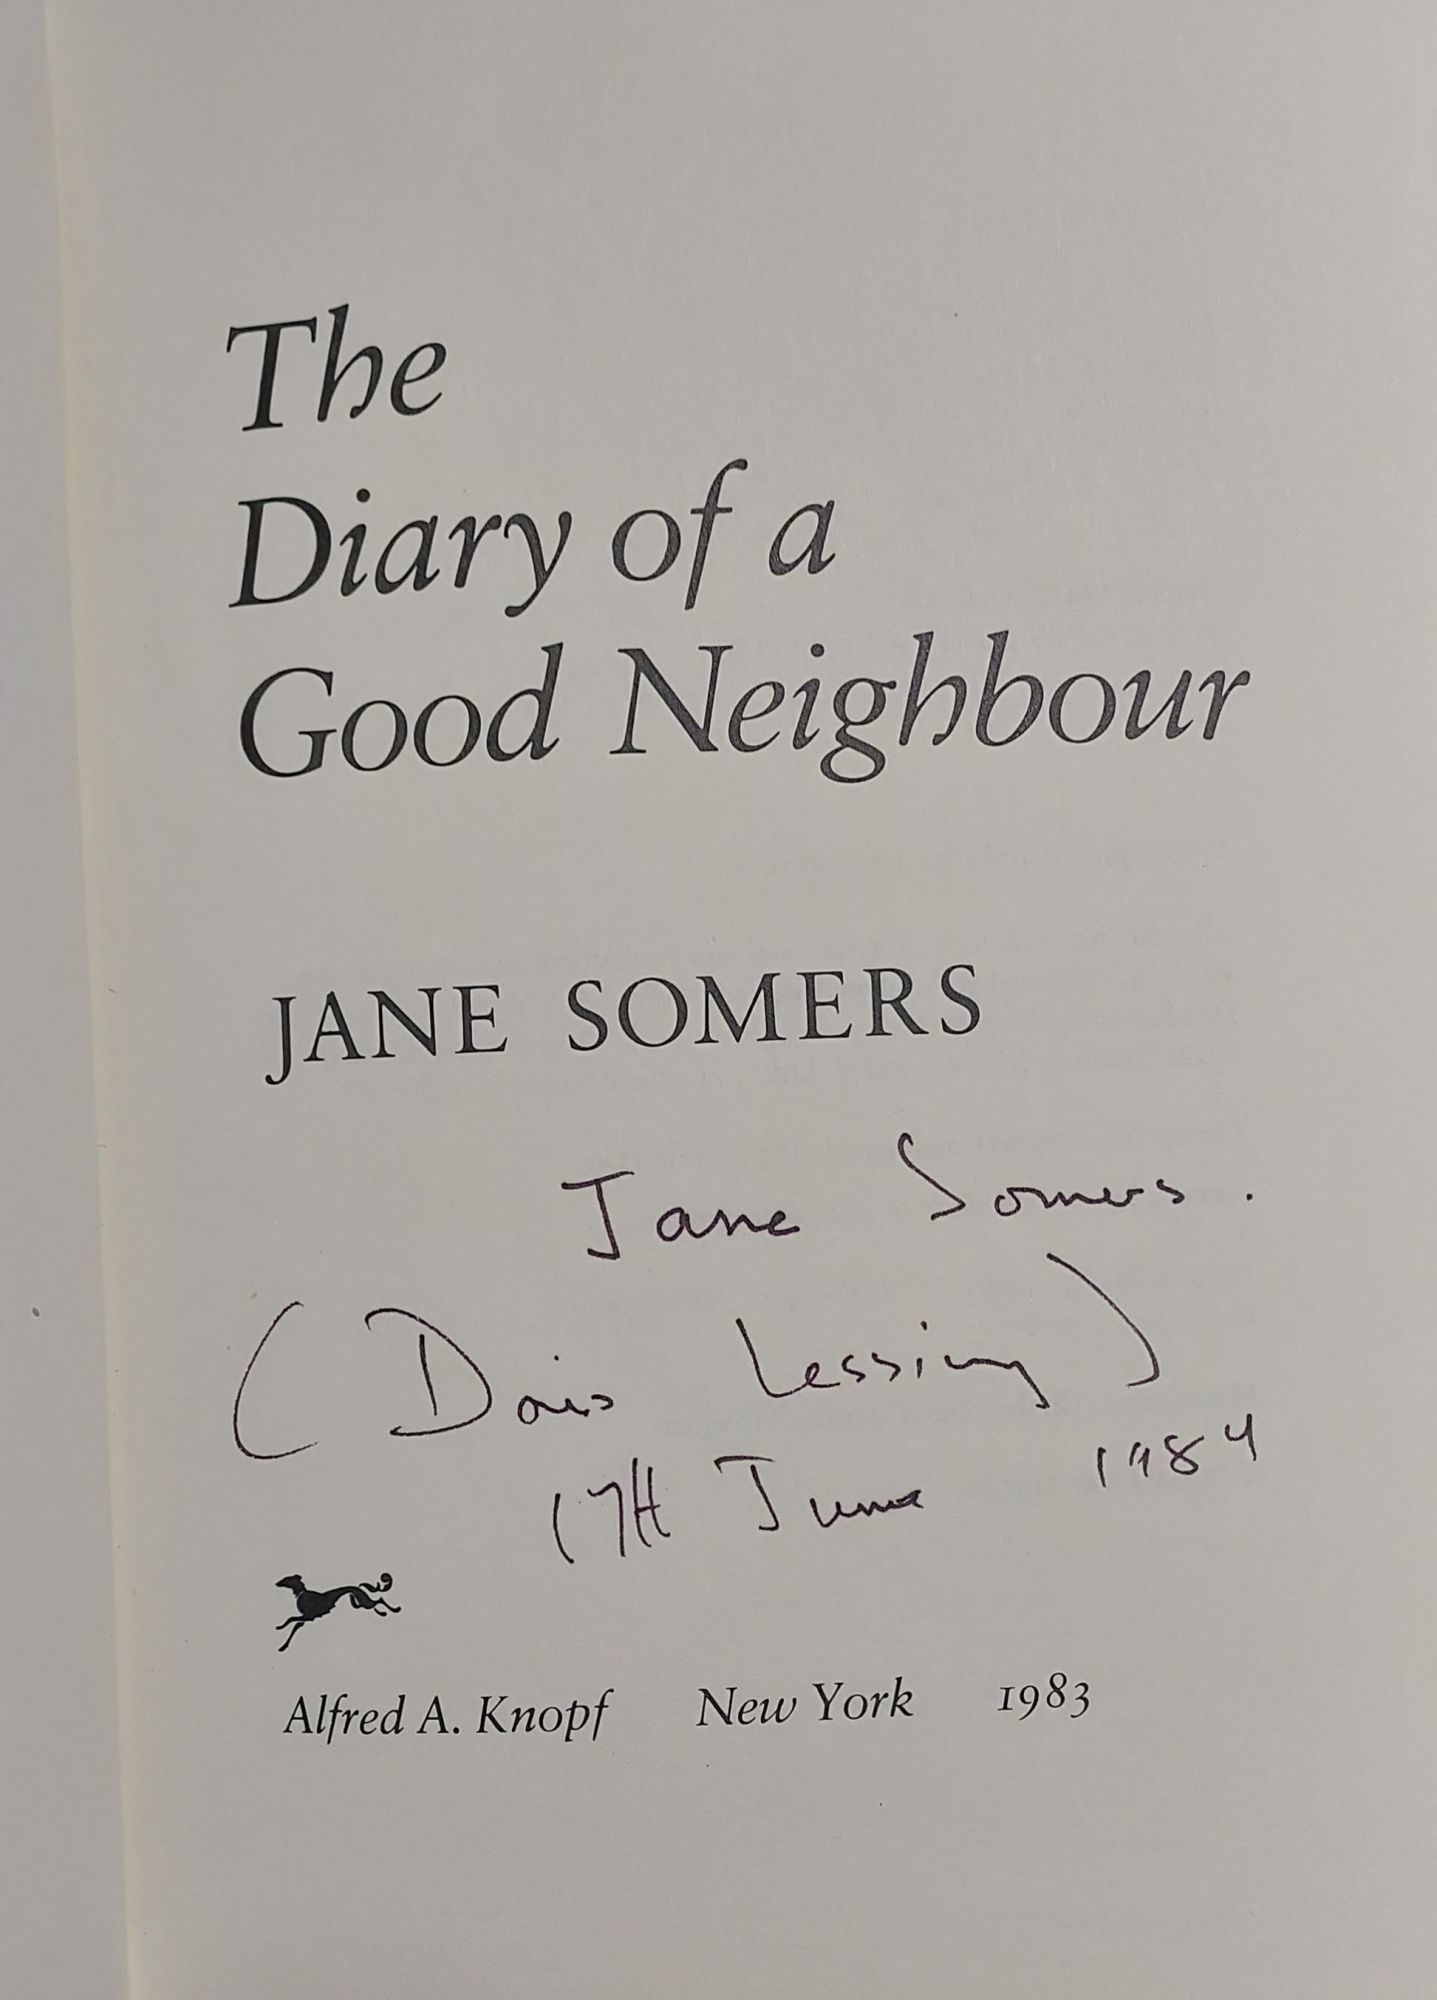 The
Diary of a
Good Neighbour
JANE SOMERS
Jane Somers.
(Doris Lessing)
17th June 1984
Alfred A. Knopf New York 1983